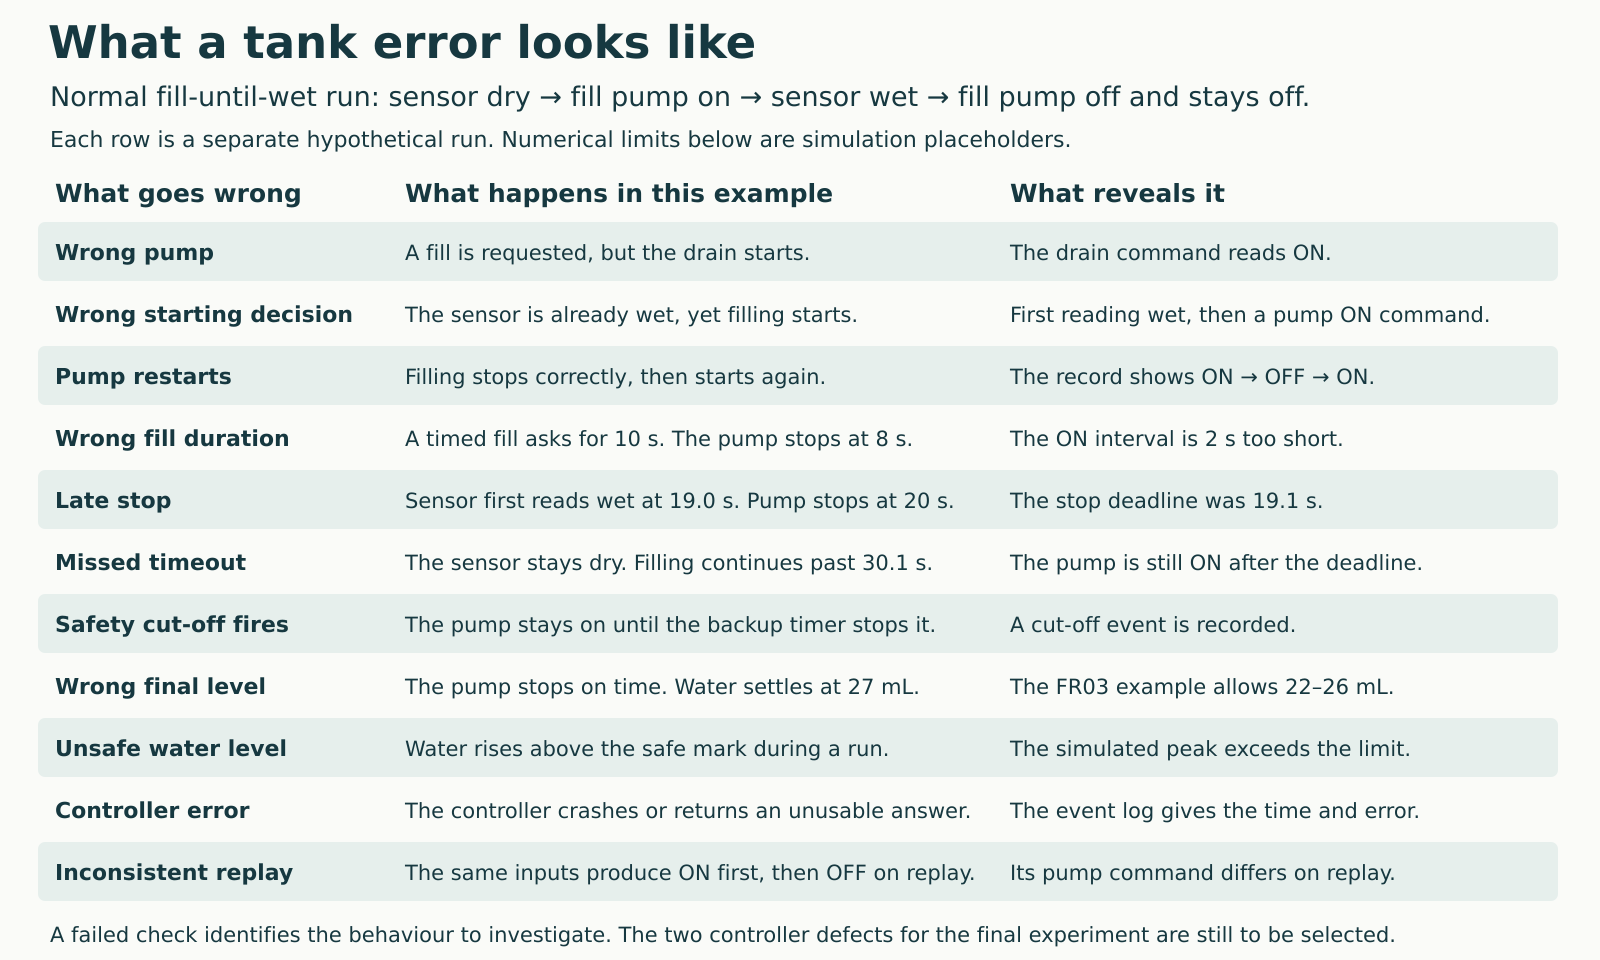 What a tank error looks like
Normal fill-until-wet run: sensor dry → fill pump on → sensor wet → fill pump off and stays off.
Each row is a separate hypothetical run. Numerical limits below are simulation placeholders.
What goes wrong What happens in this example What reveals it
Wrong pump A fill is requested, but the drain starts. The drain command reads ON.
Wrong starting decision The sensor is already wet, yet filling starts. First reading wet, then a pump ON command.
Pump restarts Filling stops correctly, then starts again. The record shows ON → OFF → ON.
Wrong fill duration A timed fill asks for 10 s. The pump stops at 8 s. The ON interval is 2 s too short.
Late stop Sensor first reads wet at 19.0 s. Pump stops at 20 s. The stop deadline was 19.1 s.
Missed timeout The sensor stays dry. Filling continues past 30.1 s. The pump is still ON after the deadline.
Safety cut-off fires The pump stays on until the backup timer stops it. A cut-off event is recorded.
Wrong final level The pump stops on time. Water settles at 27 mL. The FR03 example allows 22–26 mL.
Unsafe water level Water rises above the safe mark during a run. The simulated peak exceeds the limit.
Controller error The controller crashes or returns an unusable answer. The event log gives the time and error.
Inconsistent replay The same inputs produce ON first, then OFF on replay. Its pump command differs on replay.
A failed check identifies the behaviour to investigate. The two controller defects for the final experiment are still to be selected.